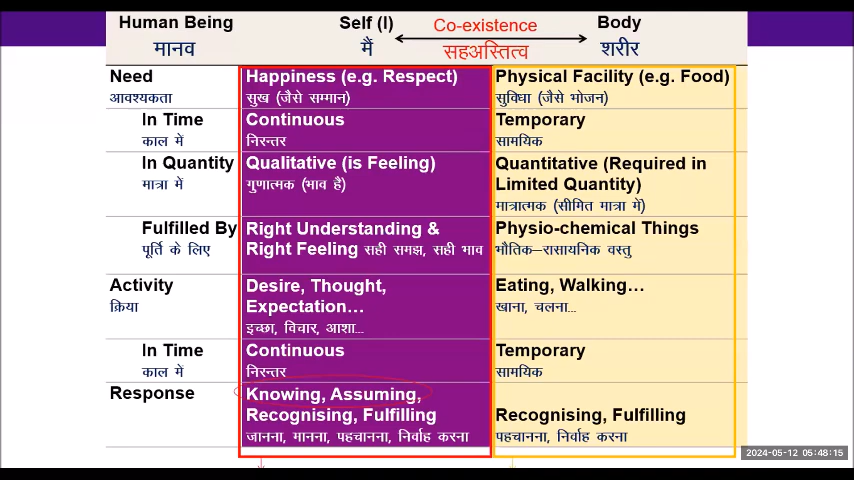 Human Being Self (I) Co-existence Body
मानव मैं सहअस्तित्व शरीर
Need Happiness (e.g. Respect) Physical Facility (e.g. Food)
आवश्यकता सुख (जैसे सम्मान) सुविधा (जैसे भोजन)
In Time Continuous Temporary
काल में निरन्तर सामयिक
In Quantity Qualitative (is Feeling) Quantitative (Required in
मात्रा में गुणात्मक (भाव है) Limited Quantity)
मात्रात्मक (सीमित मात्रा में)
Fulfilled By Right Understanding & Physio-chemical Things
पूर्ति के लिए Right Feeling सही समझ, सही भाव भौतिक–रासायनिक वस्तु
Activity Desire, Thought, Eating, Walking…
क्रिया Expectation… खाना, चलना…
इच्छा, विचार, आशा…
In Time Continuous Temporary
काल में निरन्तर सामयिक
Response Knowing, Assuming,
Recognising, Fulfilling Recognising, Fulfilling
जानना, मानना, पहचानना, निर्वाह करना पहचानना, निर्वाह करना
2024-05-12 05:48:15